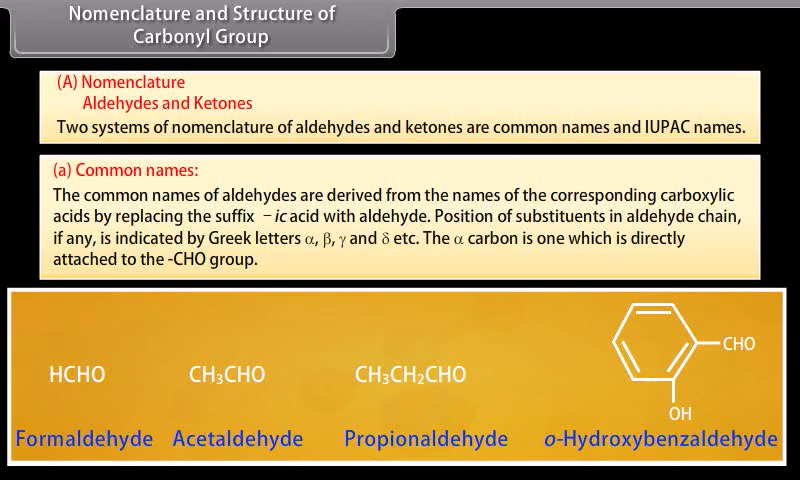 Nomenclature and Structure of
Carbonyl Group
(A) Nomenclature
Aldehydes and Ketones
Two systems of nomenclature of aldehydes and ketones are common names and IUPAC names.
(a) Common names:
The common names of aldehydes are derived from the names of the corresponding carboxylic
acids by replacing the suffix – ic acid with aldehyde. Position of substituents in aldehyde chain,
if any, is indicated by Greek letters α, β, γ and δ etc. The α carbon is one which is directly
attached to the -CHO group.
CHO
HCHO CH₃CHO CH₃CH₂CHO
OH
Formaldehyde Acetaldehyde Propionaldehyde o-Hydroxybenzaldehyde